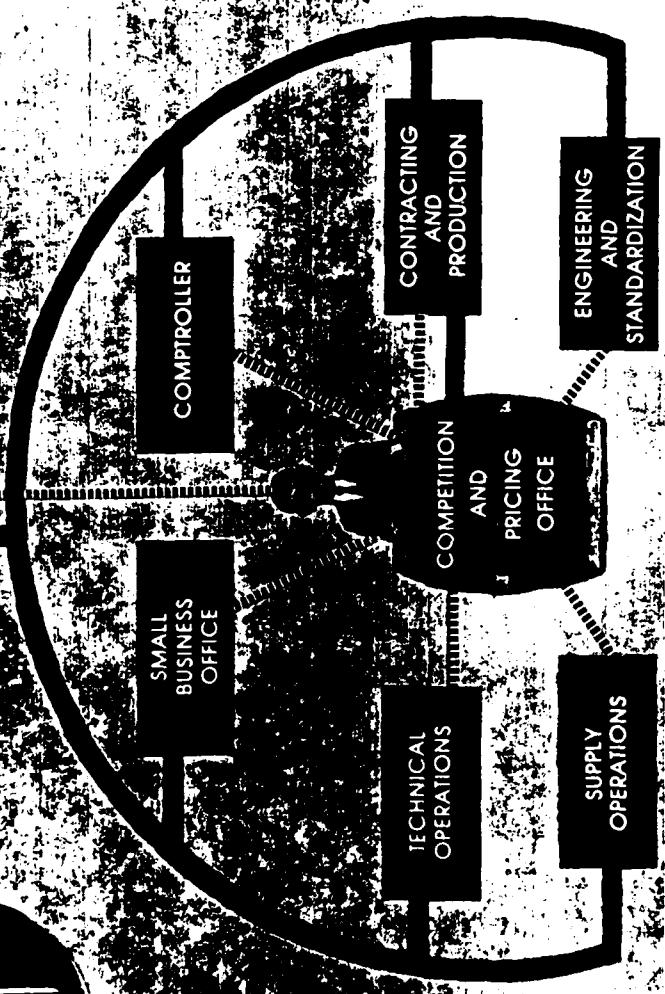 SMALL
BUSINESS
OFFICE
COMPTROLLER
TECHNICAL
OPERATIONS
COMPETITION
AND
PRICING
OFFICE
CONTRACTING
AND
PRODUCTION
SUPPLY
OPERATIONS
ENGINEERING
AND
STANDARDIZATION